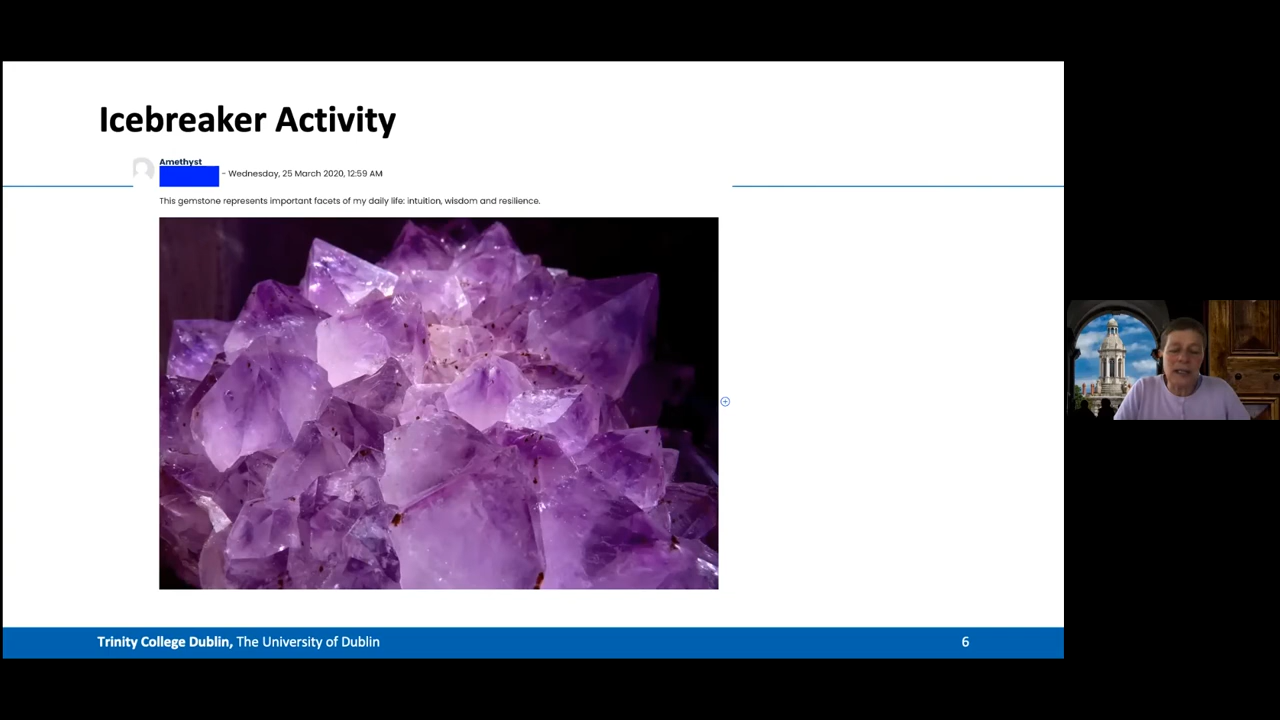 Icebreaker Activity
Amethyst
- Wednesday, 25 March 2020, 12:59 AM
This gemstone represents important facets of my daily life: intuition, wisdom and resilience.
Trinity College Dublin, The University of Dublin
6